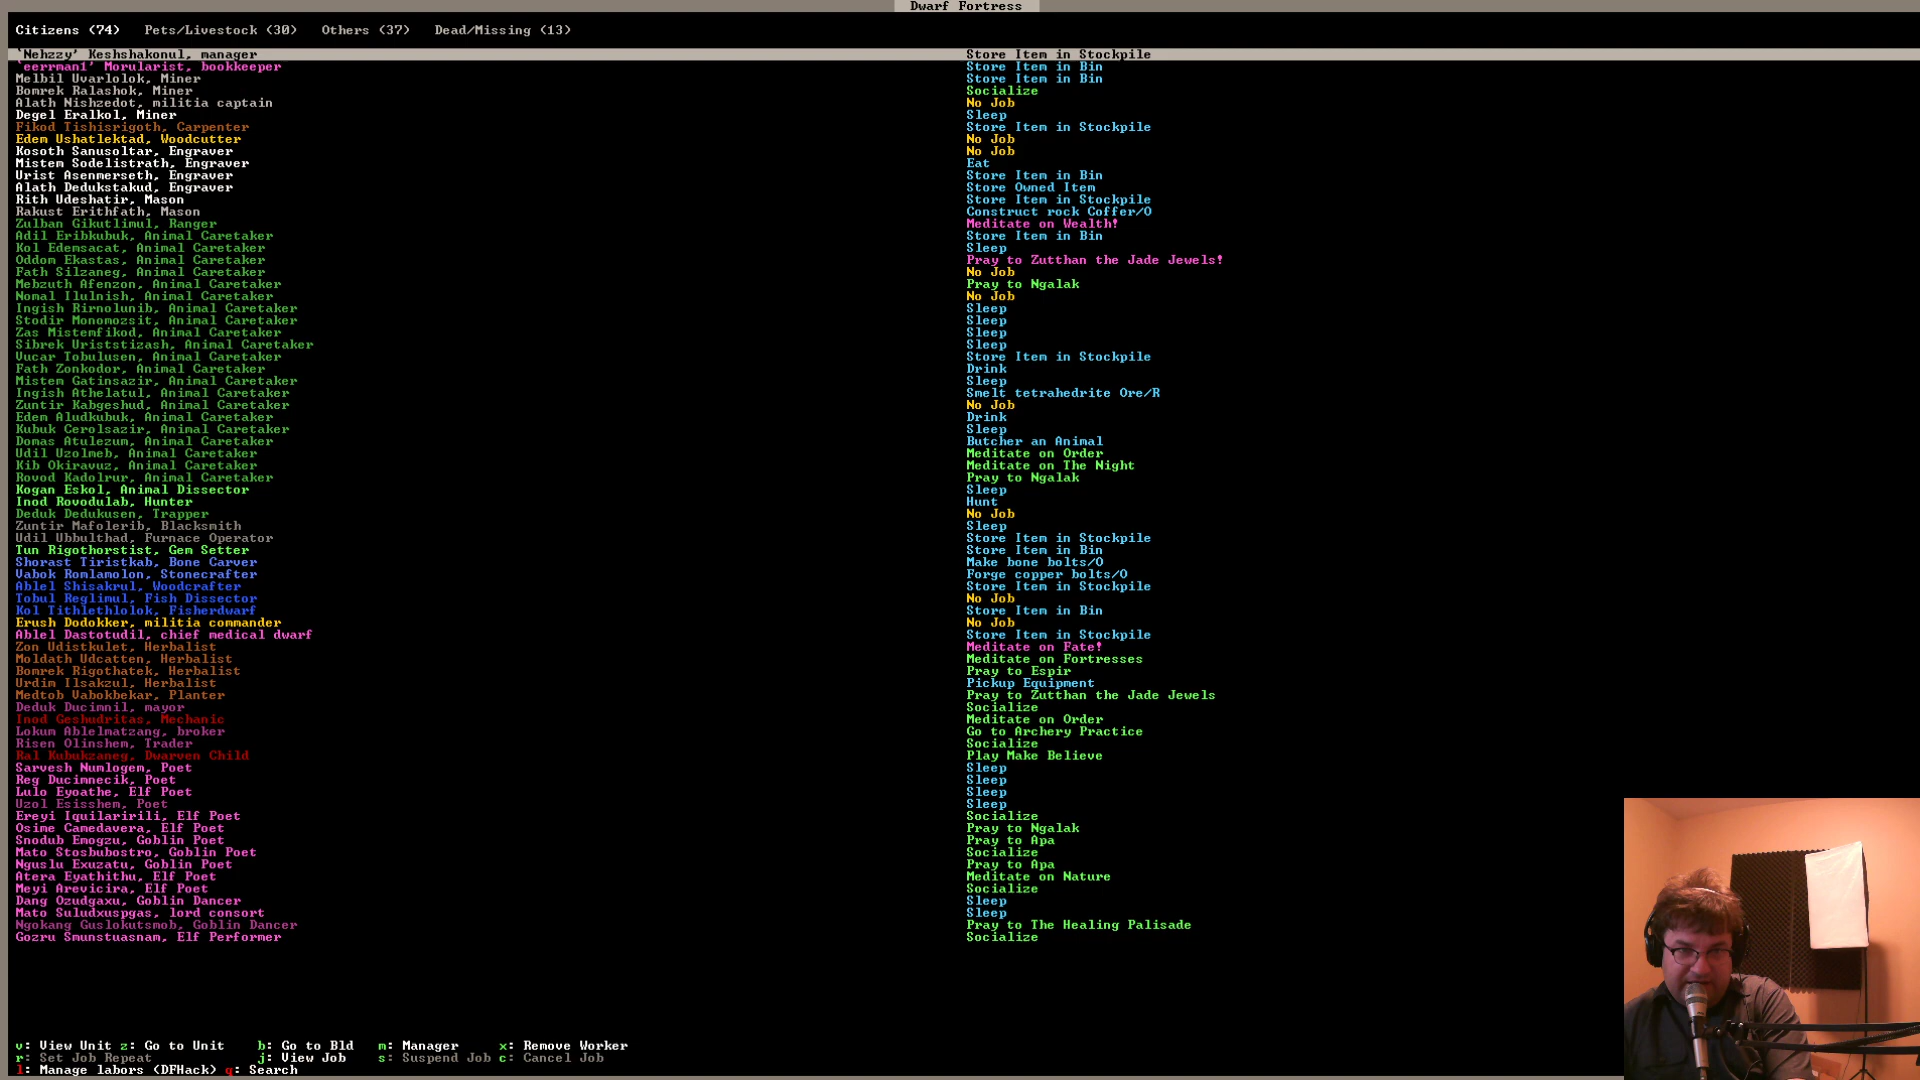 Dwarf Fortress
Citizens (74) Pets/Livestock (30) Others (37) Dead/Missing (13)
`Nehzzy' Keshshakonul, manager Store Item in Stockpile
`eerrman1' Morularist, bookkeeper Store Item in Bin
Melbil Uvarlolok, Miner Store Item in Bin
Bomrek Ralashok, Miner Socialize
Alath Nishzedot, militia captain No Job
Degel Eralkol, Miner Sleep
Fikod Tishisrigoth, Carpenter Store Item in Stockpile
Edem Ushatlektad, Woodcutter No Job
Kosoth Sanusoltar, Engraver No Job
Mistem Sodelistrath, Engraver Eat
Urist Asenmerseth, Engraver Store Item in Bin
Alath Dedukstakud, Engraver Store Owned Item
Rith Udeshatir, Mason Store Item in Stockpile
Rakust Erithfath, Mason Construct rock Coffer/O
Zulban Gikutlimul, Ranger Meditate on Wealth!
Adil Eribkubuk, Animal Caretaker Store Item in Bin
Kol Edemsacat, Animal Caretaker Sleep
Oddom Ekastas, Animal Caretaker Pray to Zutthan the Jade Jewels!
Fath Silzaneg, Animal Caretaker No Job
Mebzuth Afenzon, Animal Caretaker Pray to Ngalak
Nomal Ilulnish, Animal Caretaker No Job
Ingish Rirnolunib, Animal Caretaker Sleep
Stodir Monomozsit, Animal Caretaker Sleep
Zas Mistemfikod, Animal Caretaker Sleep
Sibrek Uriststizash, Animal Caretaker Sleep
Vucar Tobulusen, Animal Caretaker Store Item in Stockpile
Fath Zonkodor, Animal Caretaker Drink
Mistem Gatinsazir, Animal Caretaker Sleep
Ingish Athelatul, Animal Caretaker Smelt tetrahedrite Ore/R
Zuntir Kabgeshud, Animal Caretaker No Job
Edem Aludkubuk, Animal Caretaker Drink
Kubuk Cerolsazir, Animal Caretaker Sleep
Domas Atulezum, Animal Caretaker Butcher an Animal
Udil Uzolmeb, Animal Caretaker Meditate on Order
Kib Okiravuz, Animal Caretaker Meditate on The Night
Rovod Kadolrur, Animal Caretaker Pray to Ngalak
Kogan Eskol, Animal Dissector Sleep
Inod Rovodulab, Hunter Hunt
Deduk Dedukusen, Trapper No Job
Zuntir Mafolerib, Blacksmith Sleep
Udil Ubbulthad, Furnace Operator Store Item in Stockpile
Tun Rigothorstist, Gem Setter Store Item in Bin
Shorast Tiristkab, Bone Carver Make bone bolts/O
Vabok Romlamolon, Stonecrafter Forge copper bolts/O
Ablel Shisakrul, Woodcrafter Store Item in Stockpile
Tobul Reglimul, Fish Dissector No Job
Kol Tithlethlolok, Fisherdwarf Store Item in Bin
Erush Dodokker, militia commander No Job
Ablel Dastotudil, chief medical dwarf Store Item in Stockpile
Zon Udistkulet, Herbalist Meditate on Fate!
Moldath Udcatten, Herbalist Meditate on Fortresses
Bomrek Rigothatek, Herbalist Pray to Espir
Urdim Ilsakzul, Herbalist Pickup Equipment
Medtob Vabokbekar, Planter Pray to Zutthan the Jade Jewels
Deduk Ducimnil, mayor Socialize
Inod Geshudritas, Mechanic Meditate on Order
Lokum Ablelmatzang, broker Go to Archery Practice
Risen Olinshem, Trader Socialize
Ral Kubukzaneg, Dwarven Child Play Make Believe
Sarvesh Numlogem, Poet Sleep
Reg Ducimnecik, Poet Sleep
Lulo Eyoathe, Elf Poet Sleep
Uzol Esisshem, Poet Sleep
Ereyi Iquilaririli, Elf Poet Socialize
Osime Camedavera, Elf Poet Pray to Ngalak
Snodub Emogzu, Goblin Poet Pray to Apa
Mato Stosbubostro, Goblin Poet Socialize
Nguslu Exuzatu, Goblin Poet Pray to Apa
Atera Eyathithu, Elf Poet Meditate on Nature
Meyi Arevicira, Elf Poet Socialize
Dang Ozudgaxu, Goblin Dancer Sleep
Mato Suludxuspgas, lord consort Sleep
Ngokang Guslokutsmob, Goblin Dancer Pray to The Healing Palisade
Gozru Smunstuasnam, Elf Performer Socialize
v: View Unit z: Go to Unit b: Go to Bld m: Manager x: Remove Worker
r: Set Job Repeat j: View Job s: Suspend Job c: Cancel Job
l: Manage labors (DFHack) q: Search